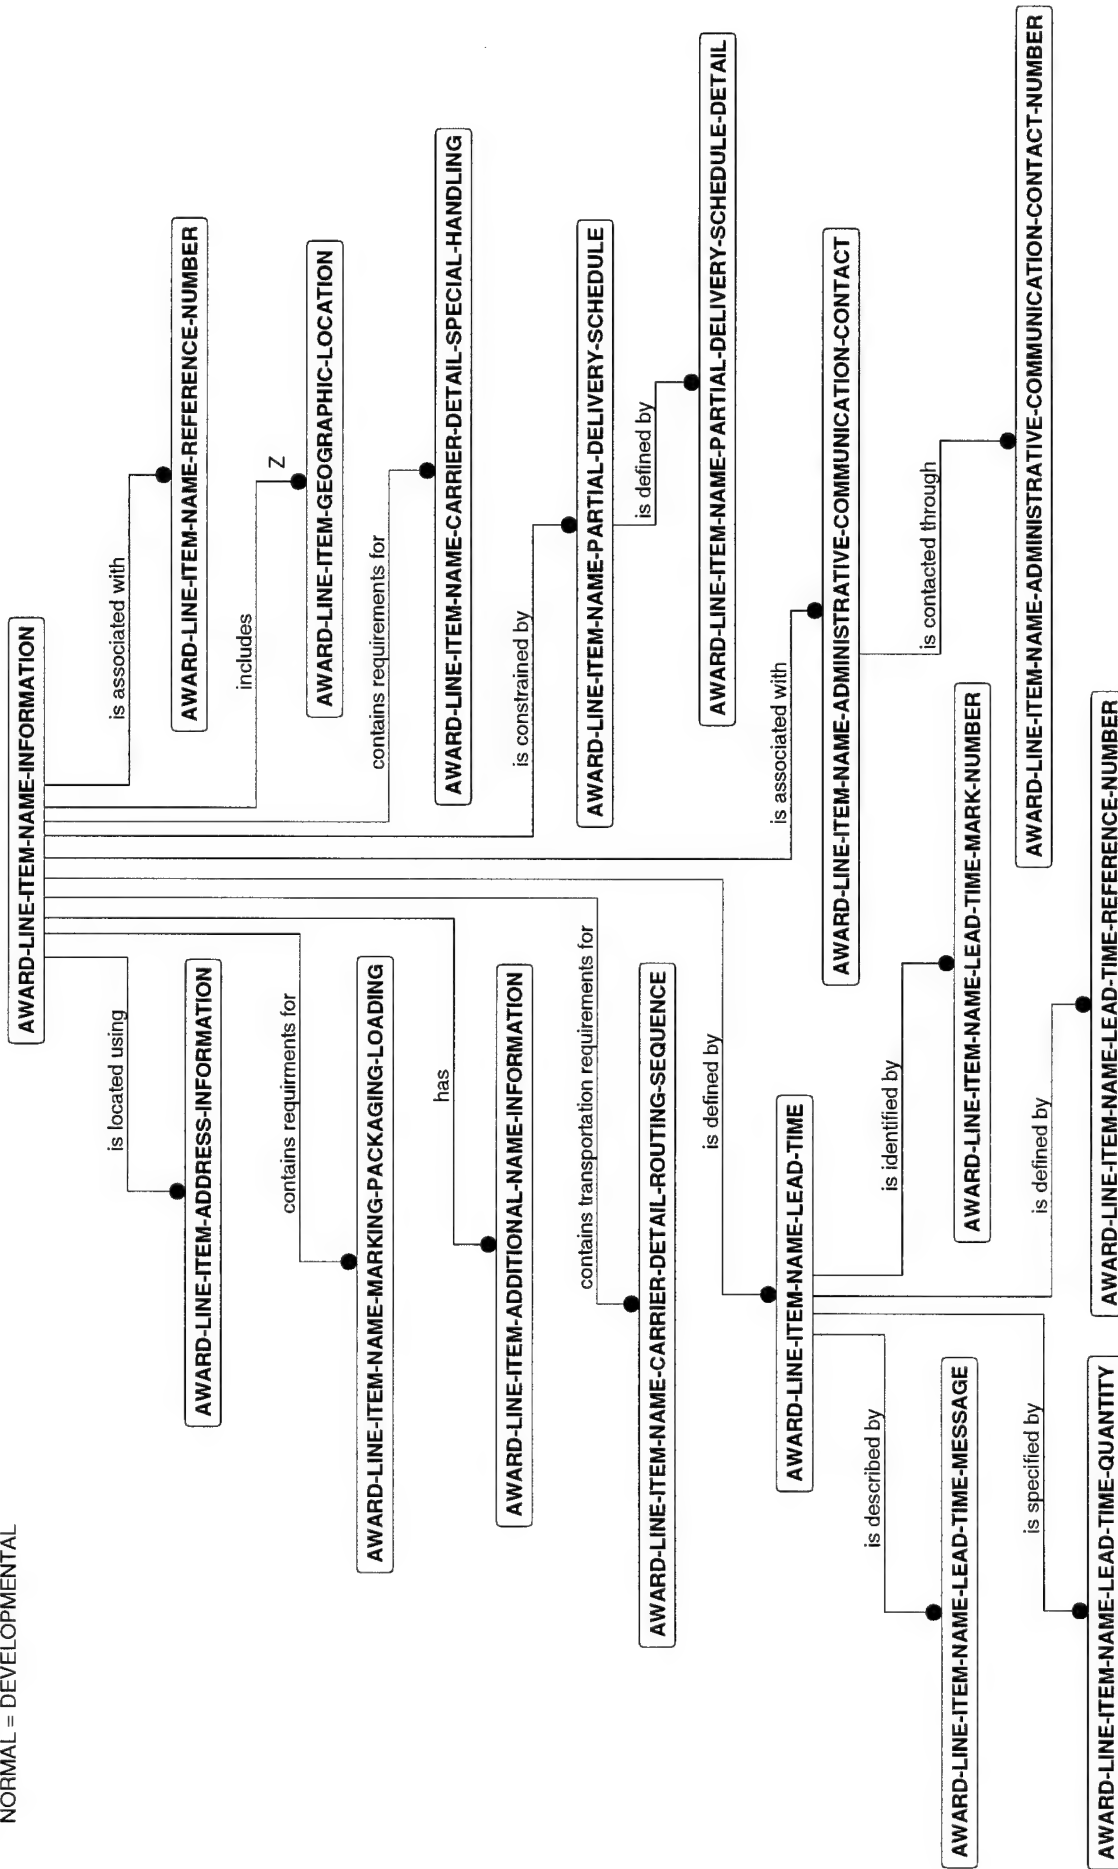 NORMAL = DEVELOPMENTAL
AWARD-LINE-ITEM-NAME-INFORMATION
is located using
is associated with
AWARD-LINE-ITEM-ADDRESS-INFORMATION
AWARD-LINE-ITEM-NAME-REFERENCE-NUMBER
contains requirments for
includes
Z
AWARD-LINE-ITEM-NAME-MARKING-PACKAGING-LOADING
AWARD-LINE-ITEM-GEOGRAPHIC-LOCATION
has
contains requirements for
AWARD-LINE-ITEM-ADDITIONAL-NAME-INFORMATION
AWARD-LINE-ITEM-NAME-CARRIER-DETAIL-SPECIAL-HANDLING
contains transportation requirements for
is constrained by
AWARD-LINE-ITEM-NAME-CARRIER-DETAIL-ROUTING-SEQUENCE
AWARD-LINE-ITEM-NAME-PARTIAL-DELIVERY-SCHEDULE
is defined by
is defined by
AWARD-LINE-ITEM-NAME-PARTIAL-DELIVERY-SCHEDULE-DETAIL
AWARD-LINE-ITEM-NAME-LEAD-TIME
is associated with
AWARD-LINE-ITEM-NAME-ADMINISTRATIVE-COMMUNICATION-CONTACT
is described by
is identified by
is contacted through
AWARD-LINE-ITEM-NAME-LEAD-TIME-MESSAGE
AWARD-LINE-ITEM-NAME-LEAD-TIME-MARK-NUMBER
AWARD-LINE-ITEM-NAME-ADMINISTRATIVE-COMMUNICATION-CONTACT-NUMBER
is specified by
is defined by
AWARD-LINE-ITEM-NAME-LEAD-TIME-QUANTITY
AWARD-LINE-ITEM-NAME-LEAD-TIME-REFERENCE-NUMBER